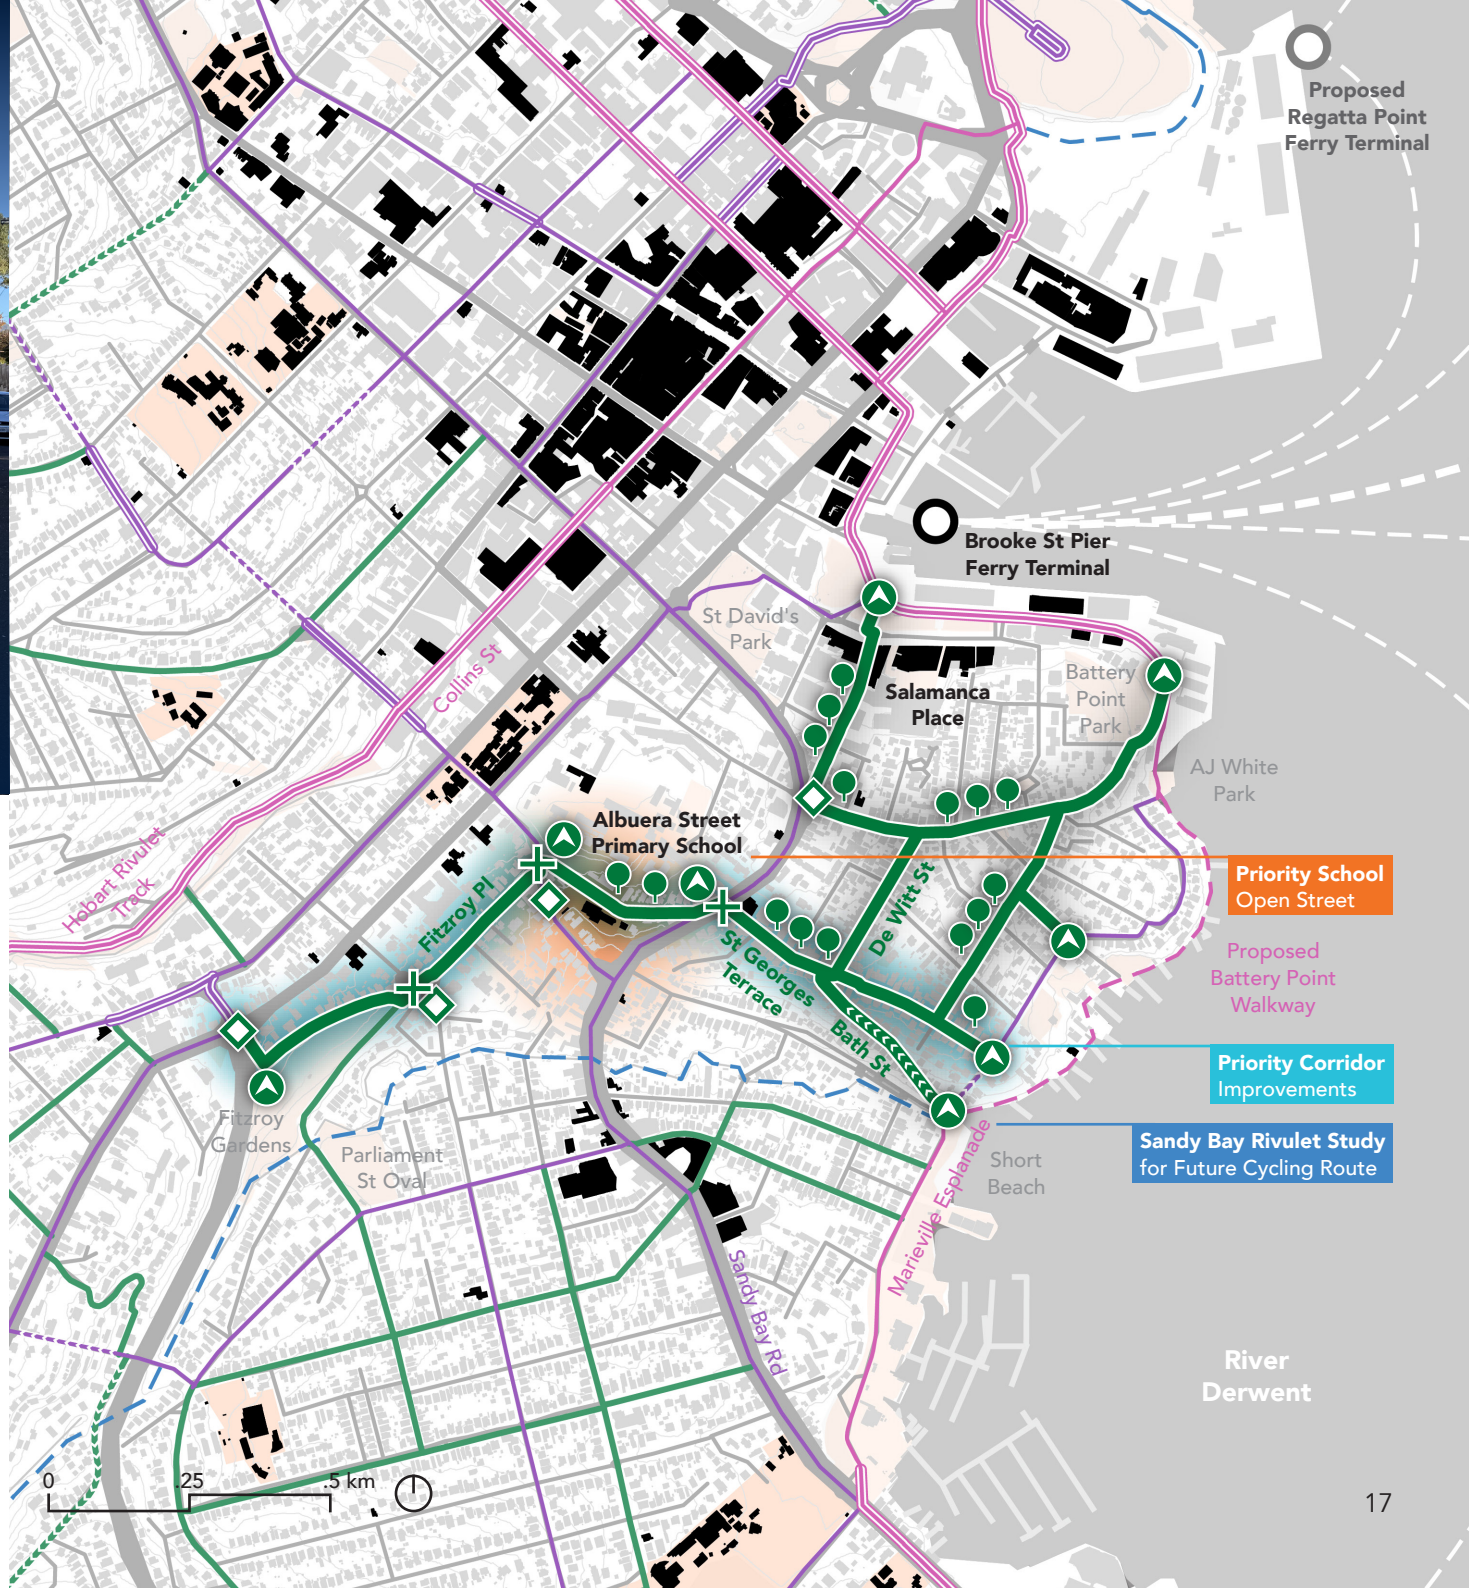 Proposed
Regatta Point
Ferry Terminal
Brooke St Pier
Ferry Terminal
St David's
Park
Salamanca
Place
Battery
Point
Park
Collins St
AJ White
Park
Albuera Street
Primary School
Hobart Rivulet
Track
Fitzroy Pl
De Witt St
Priority School
Open Street
St Georges
Terrace
Proposed
Battery Point
Walkway
Bath St
Priority Corridor
Improvements
Fitzroy
Gardens
Parliament
St Oval
Sandy Bay Rivulet Study
for Future Cycling Route
Short
Beach
Marieville Esplanade
Sandy Bay Rd
River
Derwent
0 .25 .5 km
17